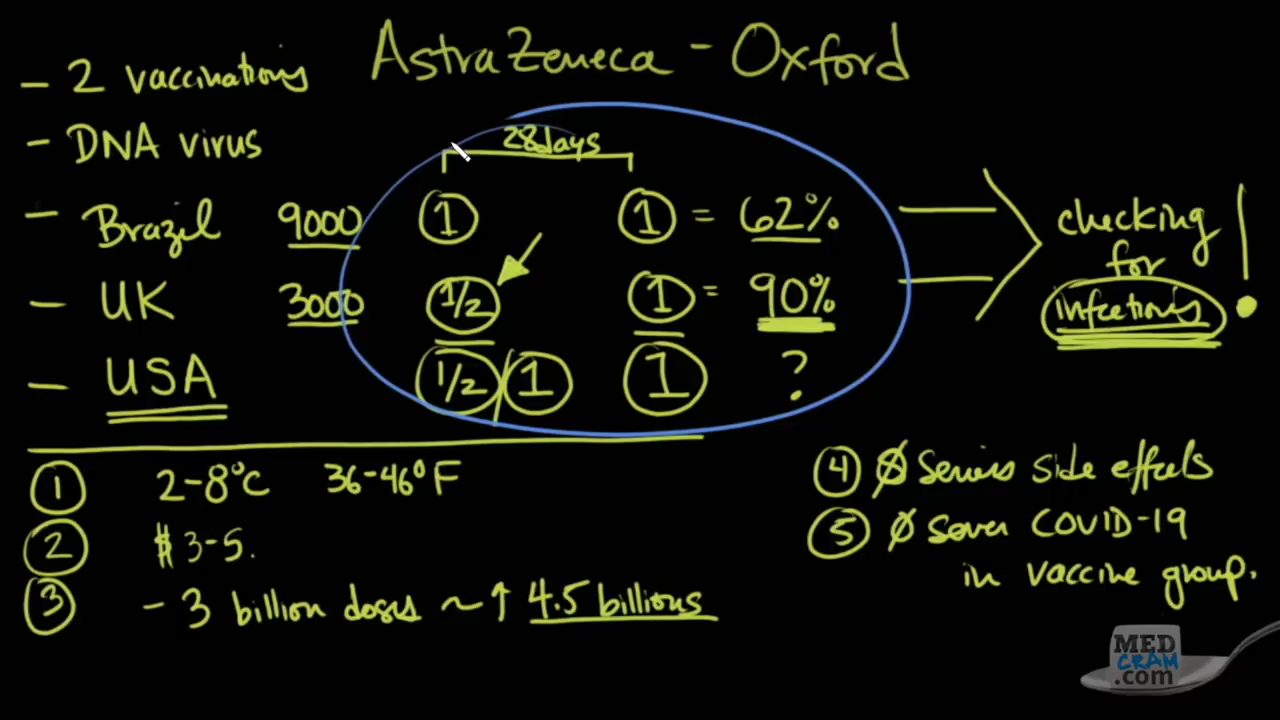 AstraZeneca - Oxford
- 2 vaccinations
- DNA virus
28days
- Brazil 9000 1 1 = 62%
- UK 3000 1/2 1 = 90%
- USA 1/2 1 1 ?
checking
for
infections
!
1 2-8°C 36-46°F
2 $3-5.
3 - 3 billion doses ~ ↑ 4.5 billions
4 Ø serious side effects
5 Ø sever COVID-19
in vaccine group.
MED
CRAM
.com